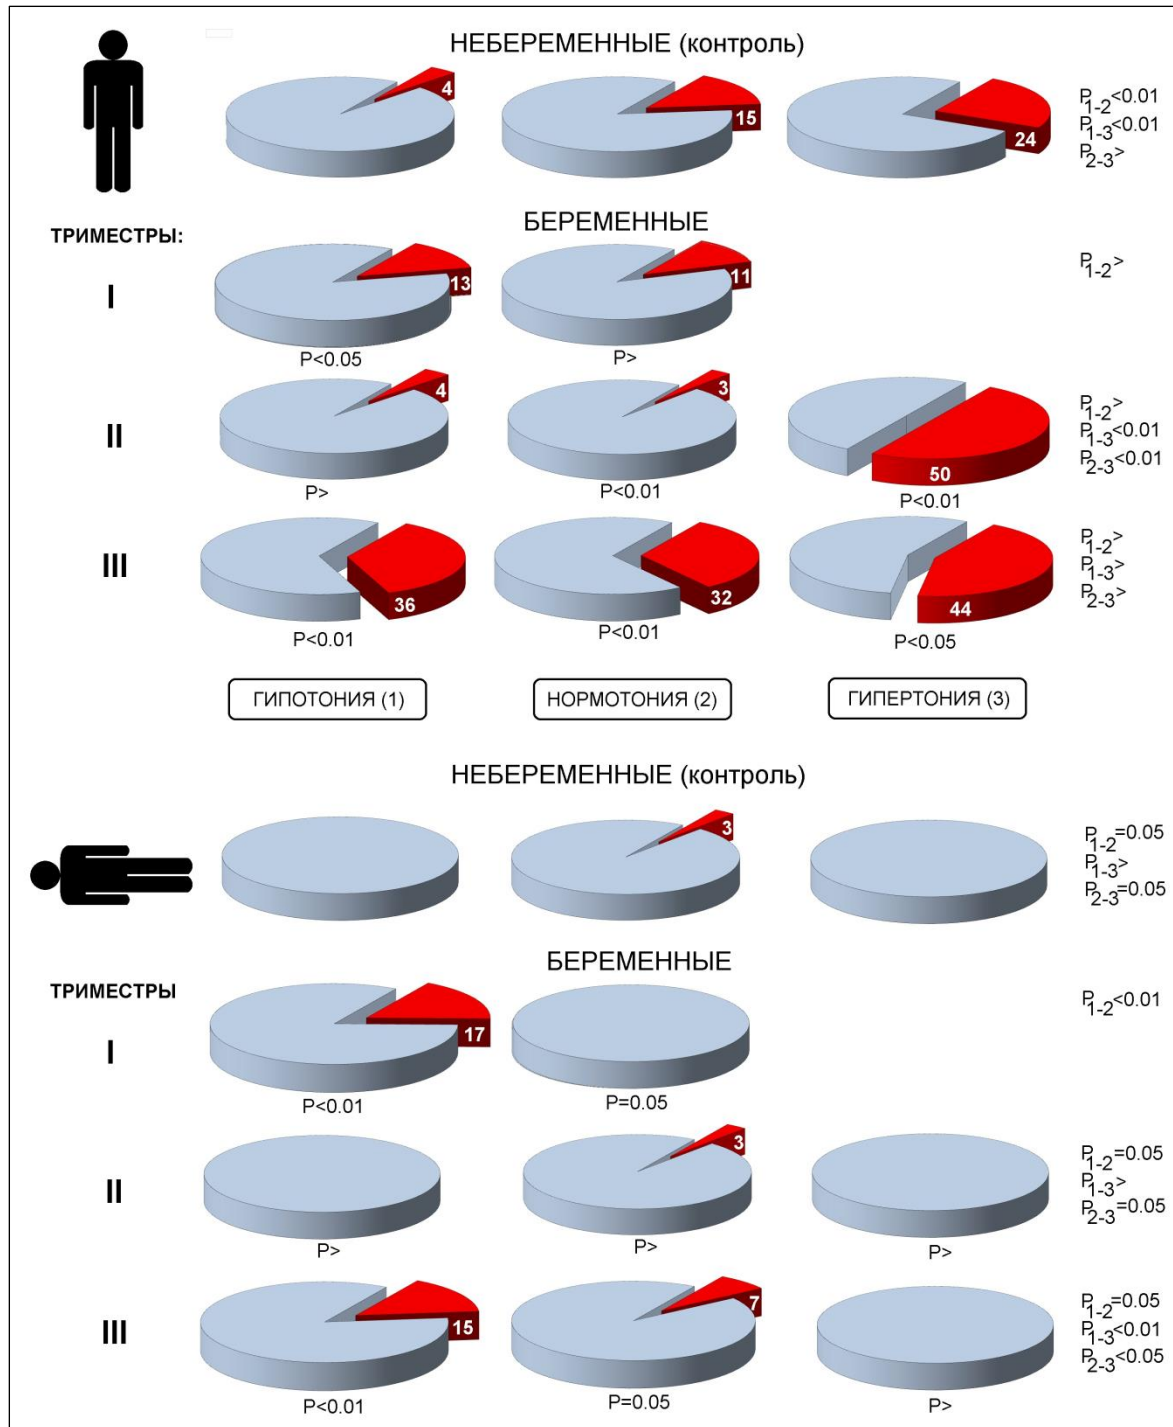 НЕБЕРЕМЕННЫЕ (контроль)
4
15
24
P1-2<0.01
P1-3<0.01
P2-3>
БЕРЕМЕННЫЕ
ТРИМЕСТРЫ:
I
13
11
P1-2>
P<0.05
P>
II
4
3
50
P1-2>
P1-3<0.01
P2-3<0.01
P>
P<0.01
P<0.01
III
36
32
44
P1-2>
P1-3>
P2-3>
P<0.01
P<0.01
P<0.05
ГИПОТОНИЯ (1)
НОРМОТОНИЯ (2)
ГИПЕРТОНИЯ (3)
НЕБЕРЕМЕННЫЕ (контроль)
3
P1-2=0.05
P1-3>
P2-3=0.05
БЕРЕМЕННЫЕ
ТРИМЕСТРЫ
I
17
P1-2<0.01
P<0.01
P=0.05
II
3
P1-2=0.05
P1-3>
P2-3=0.05
P>
P>
P>
III
15
7
P1-2=0.05
P1-3<0.01
P2-3<0.05
P<0.01
P=0.05
P>